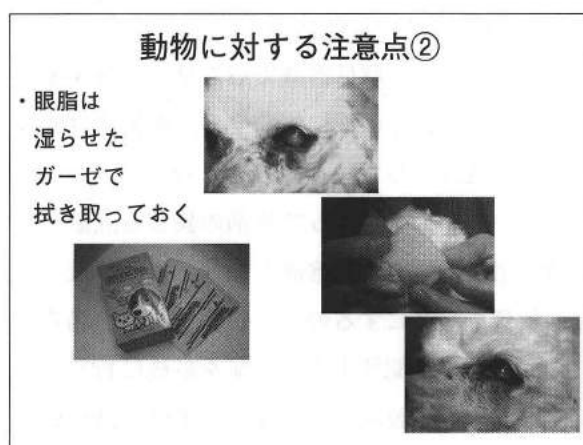 動物に対する注意点②
・眼脂は
湿らせた
ガーゼで
拭き取っておく